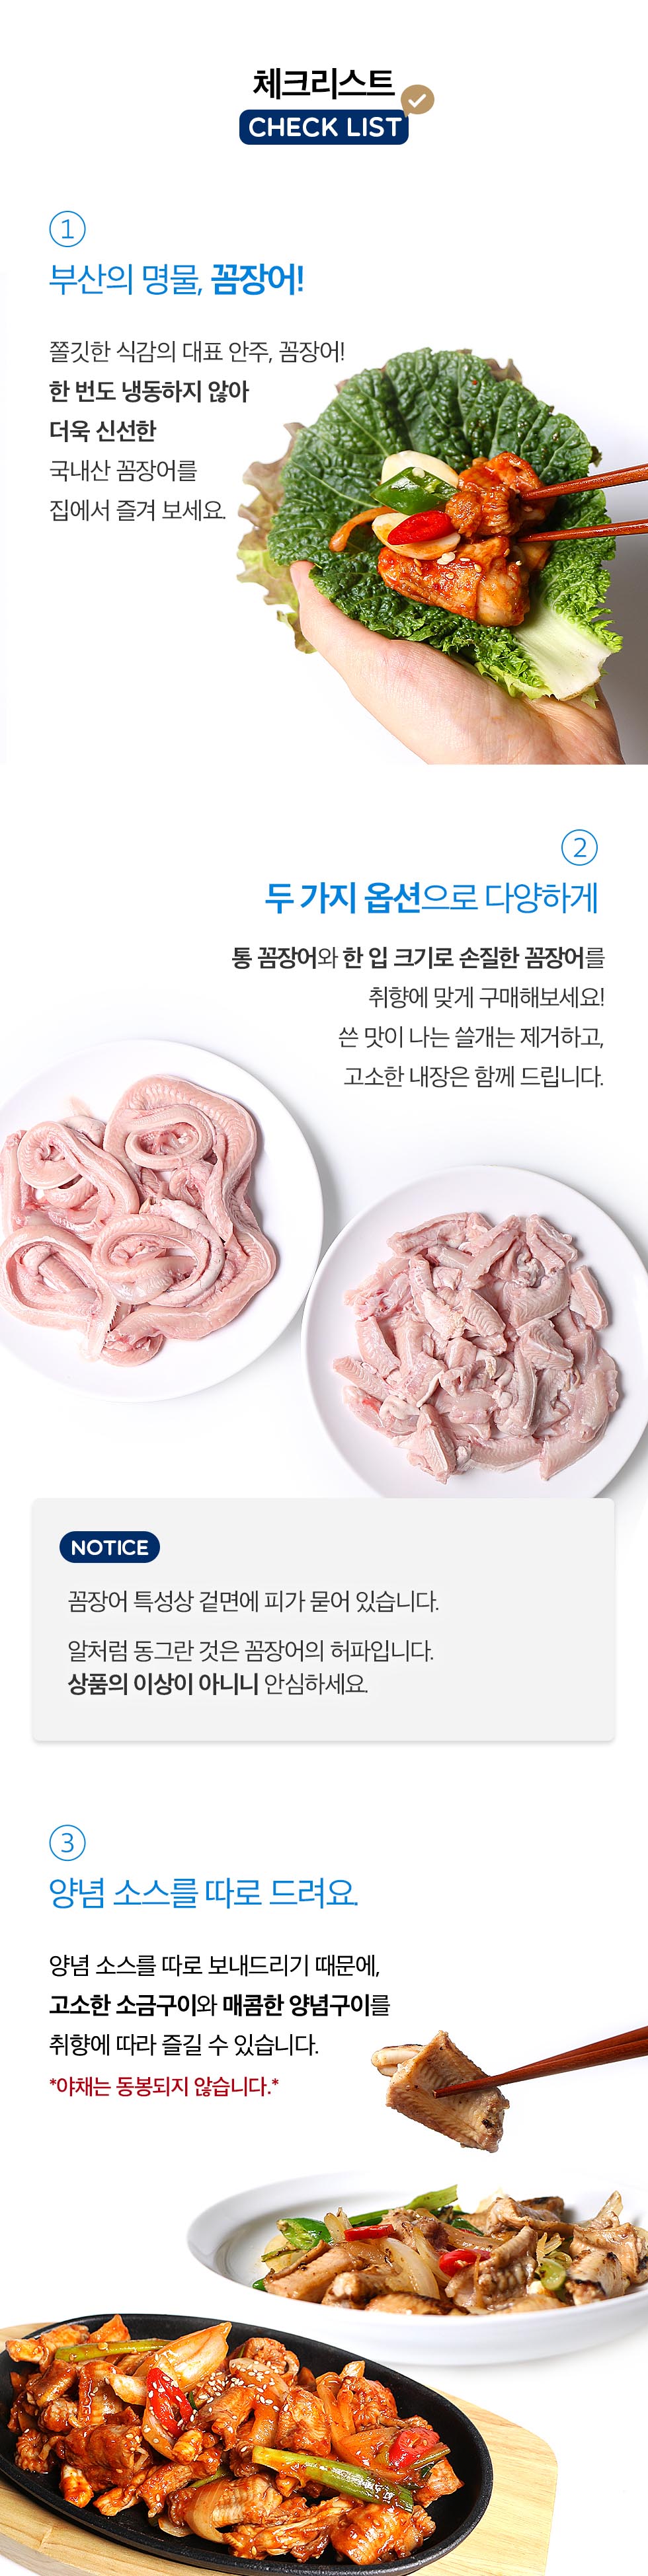 체크리스트
CHECK LIST
1
부산의 명물, 꼼장어!
쫄깃한 식감의 대표 안주, 꼼장어!
한 번도 냉동하지 않아
더욱 신선한
국내산 꼼장어를
집에서 즐겨 보세요.
2
두 가지 옵션으로 다양하게
통 꼼장어와 한 입 크기로 손질한 꼼장어를
취향에 맞게 구매해보세요!
쓴 맛이 나는 쓸개는 제거하고,
고소한 내장은 함께 드립니다.
NOTICE
꼼장어 특성상 겉면에 피가 묻어 있습니다.
알처럼 동그란 것은 꼼장어의 허파입니다.
상품의 이상이 아니니 안심하세요.
3
양념 소스를 따로 드려요.
양념 소스를 따로 보내드리기 때문에,
고소한 소금구이와 매콤한 양념구이를
취향에 따라 즐길 수 있습니다.
*야채는 동봉되지 않습니다.*